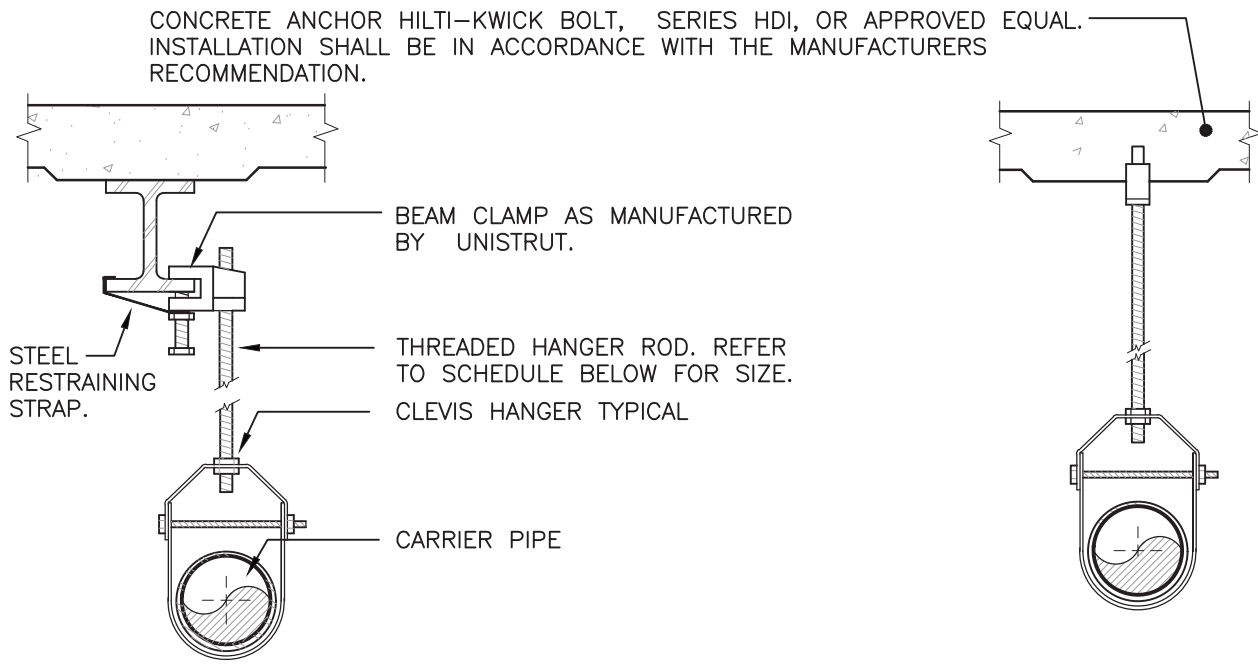 CONCRETE ANCHOR HILTI-KWICK BOLT, SERIES HDI, OR APPROVED EQUAL.
INSTALLATION SHALL BE IN ACCORDANCE WITH THE MANUFACTURERS
RECOMMENDATION.
BEAM CLAMP AS MANUFACTURED
BY UNISTRUT.
STEEL
RESTRAINING
STRAP.
THREADED HANGER ROD. REFER
TO SCHEDULE BELOW FOR SIZE.
CLEVIS HANGER TYPICAL
CARRIER PIPE